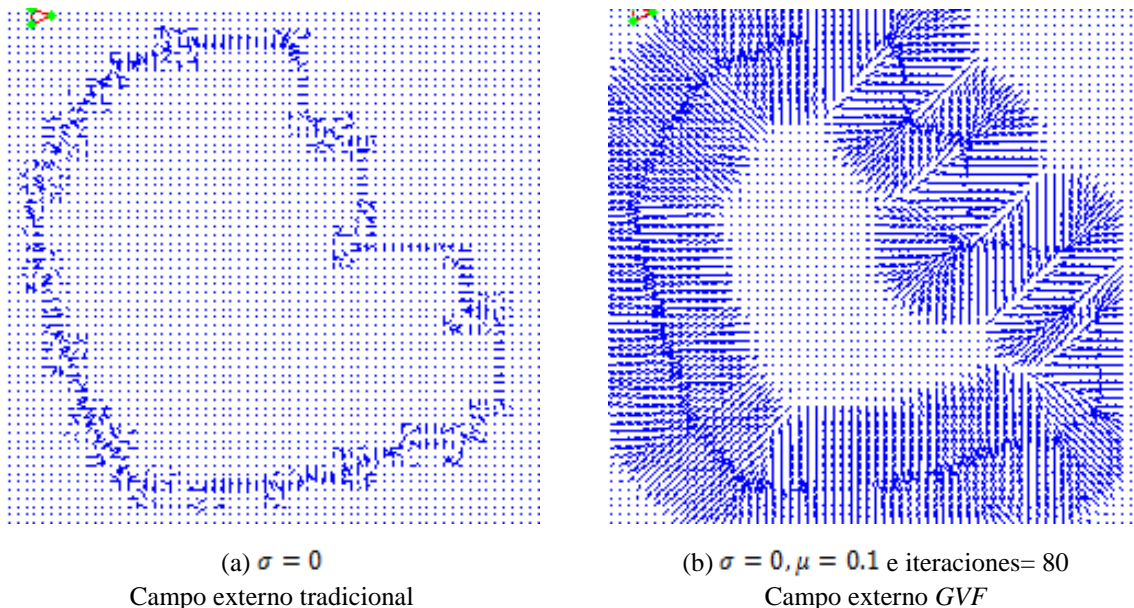 (a) σ = 0
Campo externo tradicional
(b) σ = 0, μ = 0.1 e iteraciones= 80
Campo externo GVF